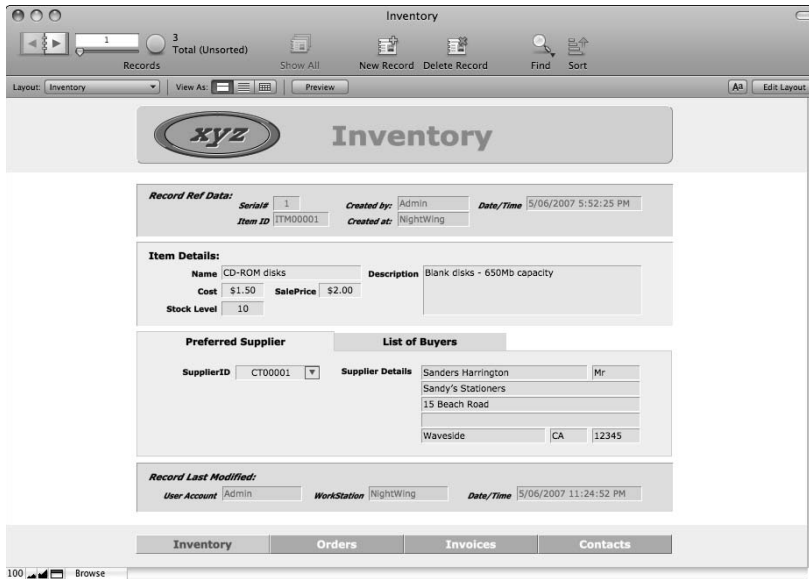 Inventory
1
3
Total (Unsorted)
Records Show All New Record Delete Record Find Sort
Layout: Inventory View As: Preview Aa Edit Layout
xyz Inventory
Record Ref Data:
Serial# 1 Created by: Admin Date/Time 5/06/2007 5:52:25 PM
Item ID ITM00001 Created at: NightWing
Item Details:
Name CD-ROM disks Description Blank disks - 650Mb capacity
Cost $1.50 SalePrice $2.00
Stock Level 10
Preferred Supplier List of Buyers
SupplierID CT00001 Supplier Details Sanders Harrington Mr
Sandy's Stationers
15 Beach Road
Waveside CA 12345
Record Last Modified:
User Account Admin WorkStation NightWing Date/Time 5/06/2007 11:24:52 PM
Inventory Orders Invoices Contacts
100 Browse